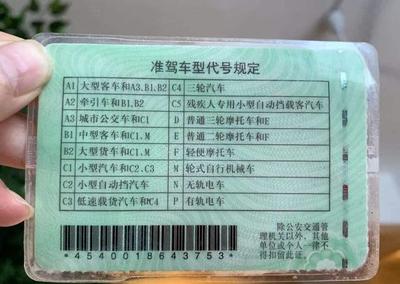 准驾车型代号规定
A1 大型客车和A3.B1.B2 C4 三轮汽车
A2 牵引车和B1.B2 C5 残疾人专用小型自动挡载客汽车
A3 城市公交车和C1 D 普通三轮摩托车和E
B1 中型客车和C1.M E 普通二轮摩托车和F
B2 大型货车和C1.M F 轻便摩托车
C1 小型汽车和C2.C3 M 轮式自行机械车
C2 小型自动挡汽车 N 无轨电车
C3 低速载货汽车和C4 P 有轨电车
除公安交通管
理机关以外，其他
单位或个人一律不
得扣留此证。
*4540018643753*